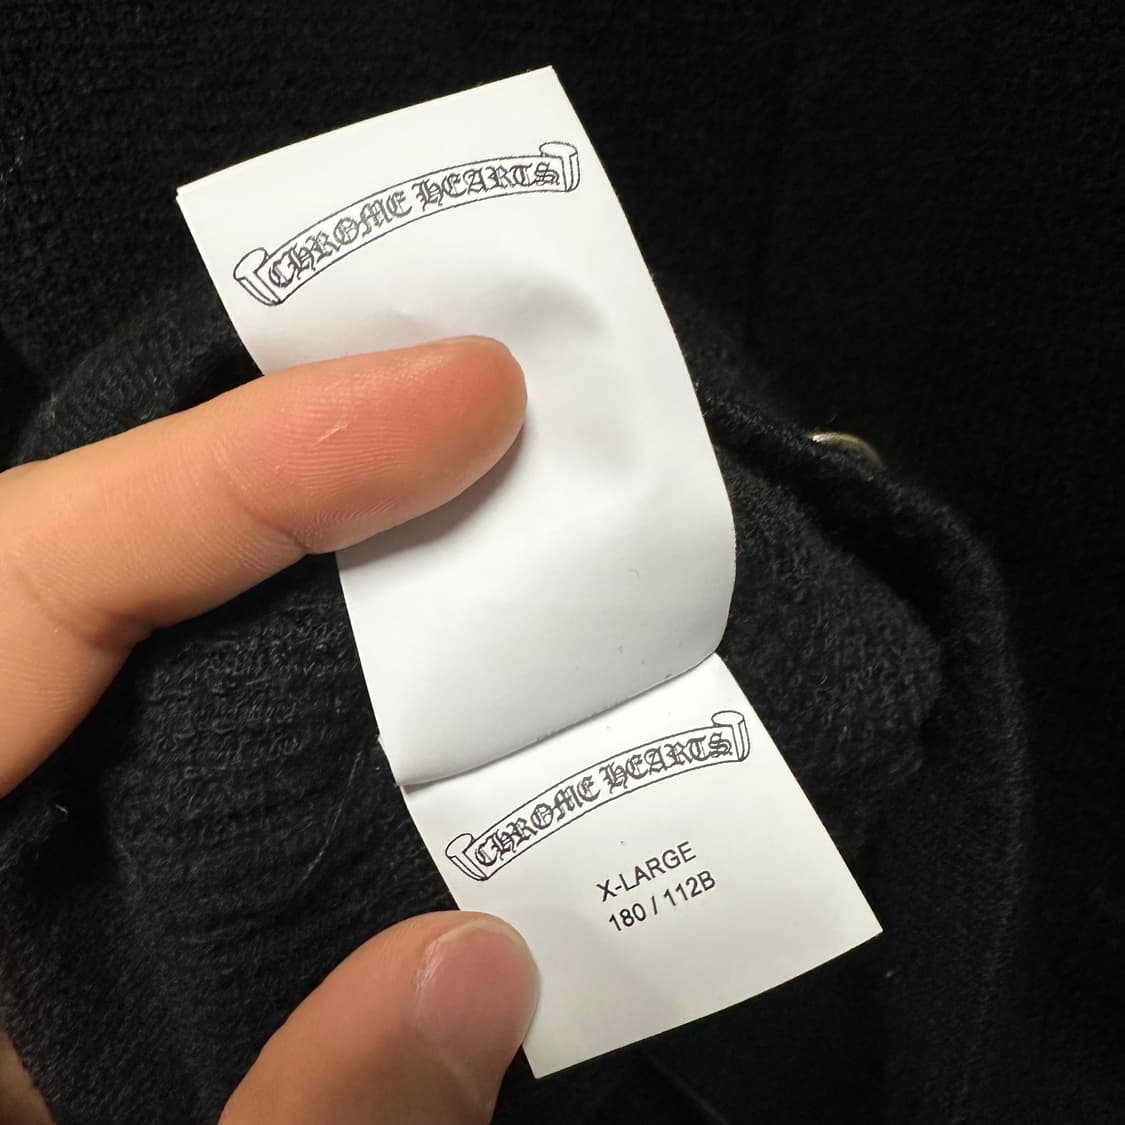 CHROME HEARTS
CHROME HEARTS
X-LARGE
180 / 112B